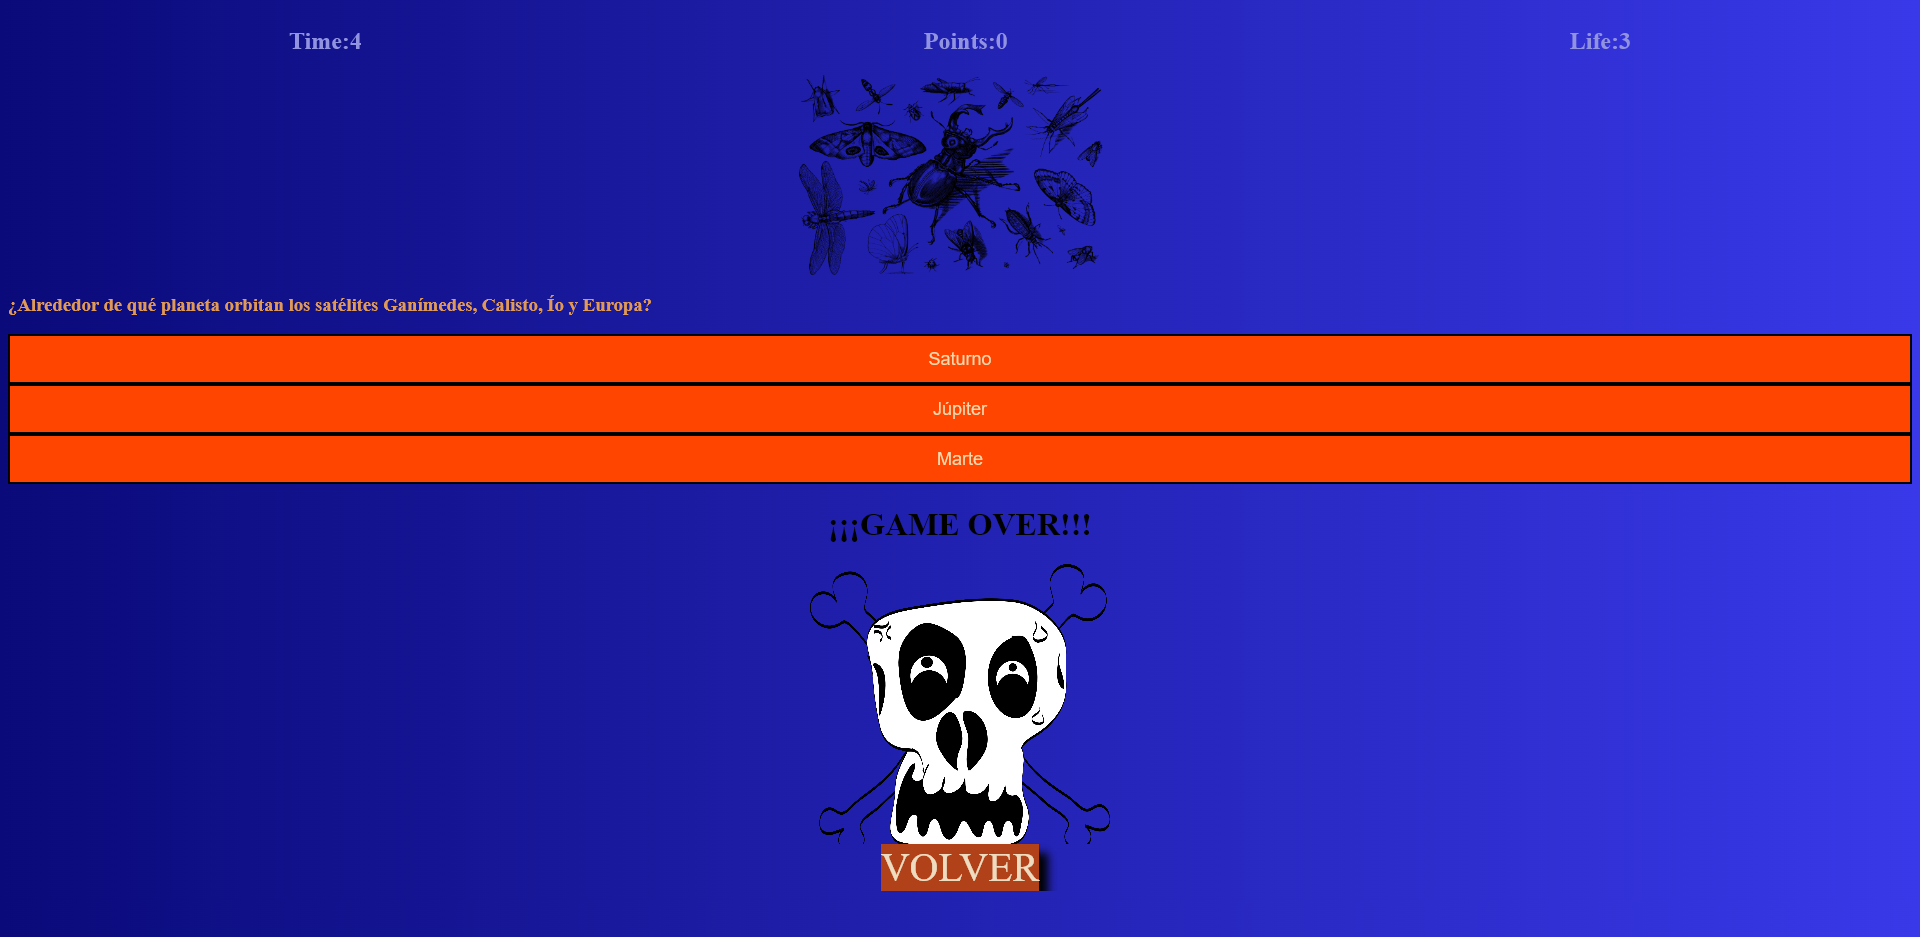 Time:4 Points:0 Life:3
¿Alrededor de qué planeta orbitan los satélites Ganímedes, Calisto, Ío y Europa?
Saturno
Júpiter
Marte
¡¡¡GAME OVER!!!
VOLVER